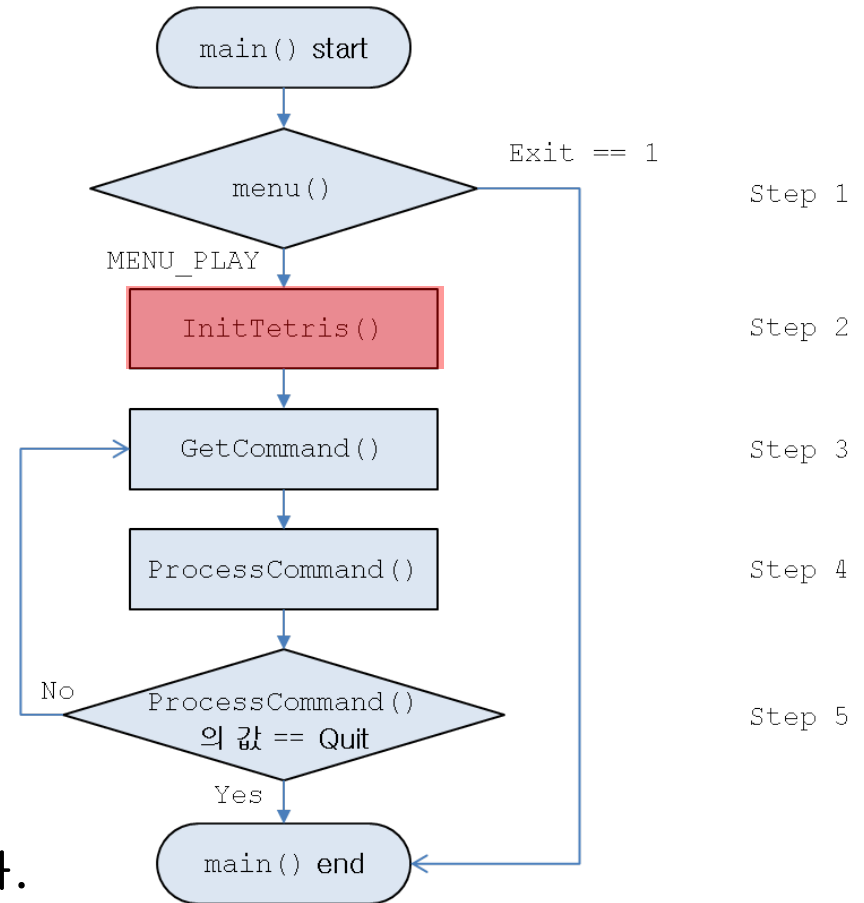 main() start
Exit == 1
menu()
Step 1
MENU_PLAY
InitTetris()
Step 2
GetCommand()
Step 3
ProcessCommand()
Step 4
No
ProcessCommand()
의 값 == Quit
Step 5
Yes
main() end